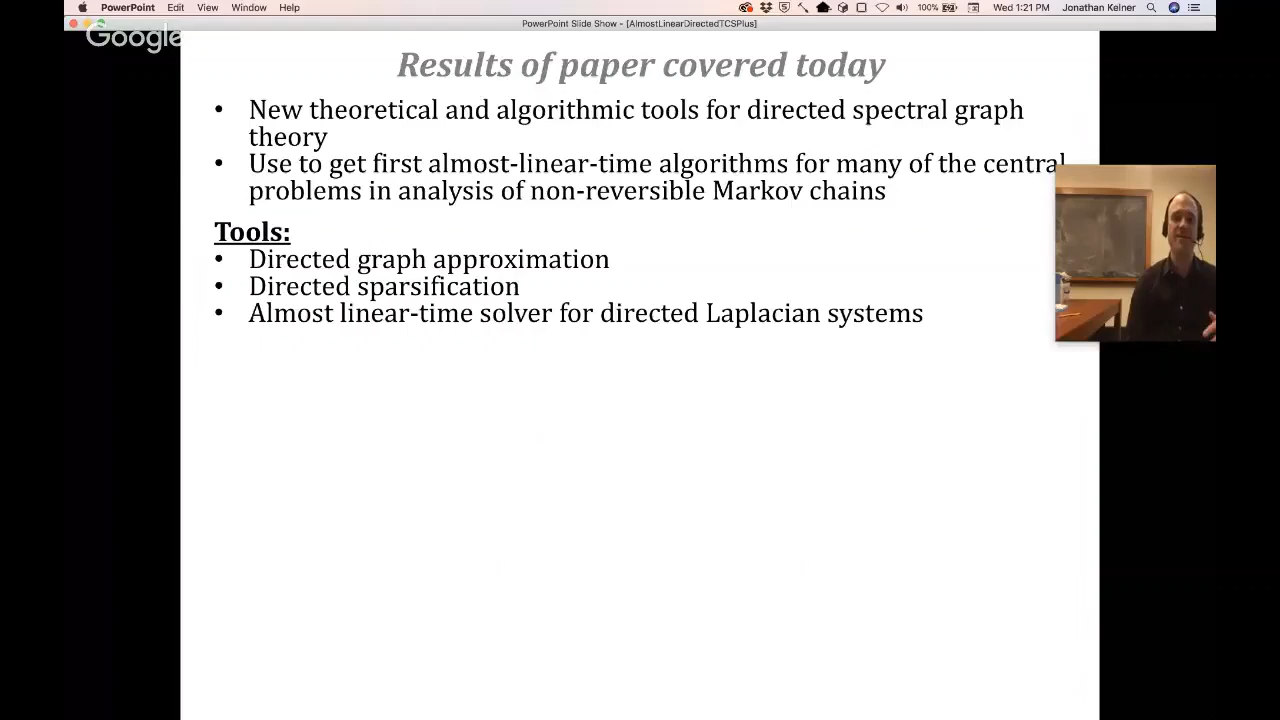 PowerPoint Edit View Window Help 100% Wed 1:21 PM Jonathan Kelner
PowerPoint Slide Show - [AlmostLinearDirectedTCSPlus]
Google
Results of paper covered today
• New theoretical and algorithmic tools for directed spectral graph
theory
• Use to get first almost-linear-time algorithms for many of the central
problems in analysis of non-reversible Markov chains
Tools:
• Directed graph approximation
• Directed sparsification
• Almost linear-time solver for directed Laplacian systems